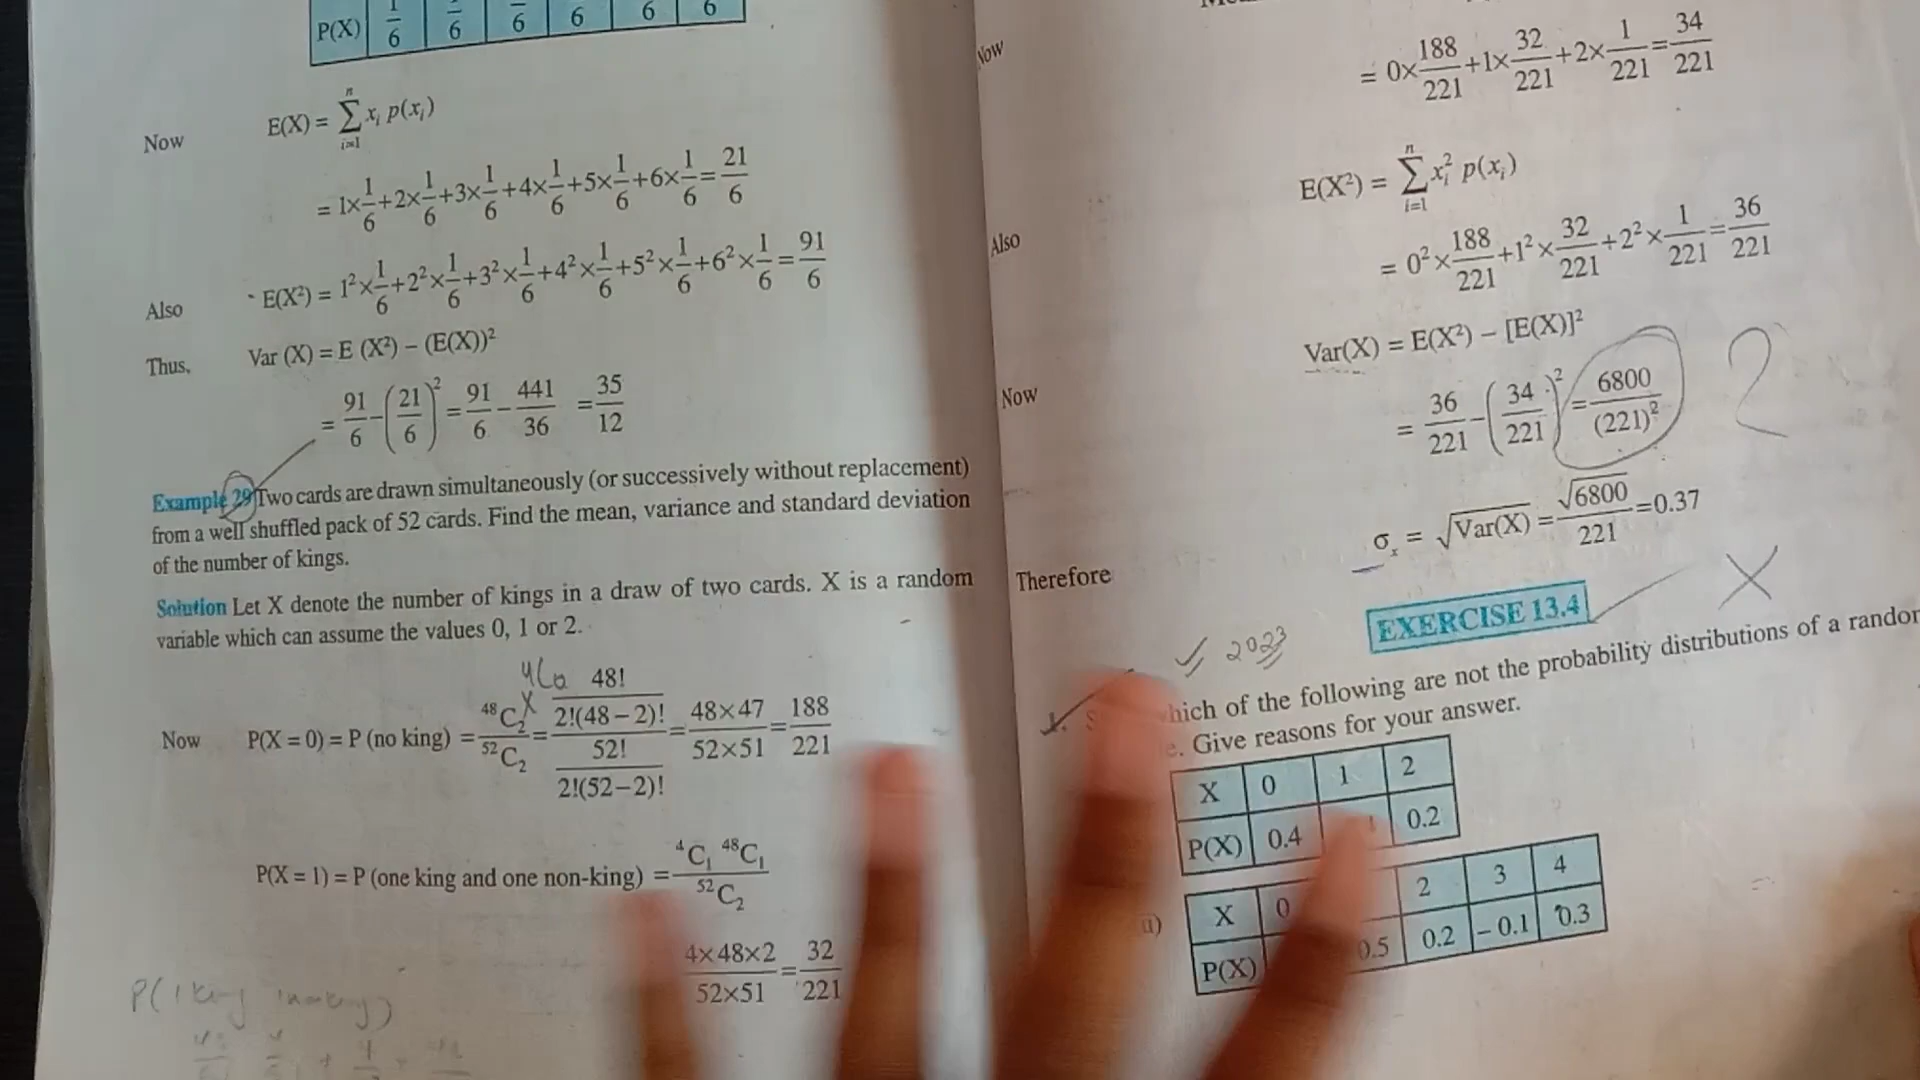 P(X) 1/6 6 6 6 6 6
Now E(X) = ∑_{i=1}^{n} x_i p(x_i)
= 1×1/6+2×1/6+3×1/6+4×1/6+5×1/6+6×1/6=21/6
Also E(X²) = 1²×1/6+2²×1/6+3²×1/6+4²×1/6+5²×1/6+6²×1/6=91/6
Thus, Var (X) = E (X²) – (E(X))²
= 91/6–(21/6)²=91/6–441/36 =35/12
Example 29 Two cards are drawn simultaneously (or successively without replacement)
from a well shuffled pack of 52 cards. Find the mean, variance and standard deviation
of the number of kings.
Solution Let X denote the number of kings in a draw of two cards. X is a random
variable which can assume the values 0, 1 or 2.
Now P(X = 0) = P (no king) = ⁴⁸C₂/⁵²C₂ = (48!/2!(48–2)!)/(52!/2!(52–2)!) = 48×47/52×51 = 188/221
P(X = 1) = P (one king and one non-king) = ⁴C₁ ⁴⁸C₁/⁵²C₂
4×48×2/52×51 = 32/221
P(1 king
Now
= 0×188/221+1×32/221+2×1/221=34/221
E(X²) = ∑_{i=1}^{n} x_i² p(x_i)
Also = 0²×188/221+1²×32/221+2²×1/221=36/221
Var(X) = E(X²) – [E(X)]²
Now = 36/221–(34/221)²=6800/(221)²
2
σₓ = √Var(X) = √6800/221 =0.37
Therefore
X
EXERCISE 13.4
2023
1. of the following are not the probability distributions of a
Give reasons for your answer.
X 0 1 2
P(X) 0.4 0.2
X 0 2 3 4
P(X) 0.5 0.2 – 0.1 0.3